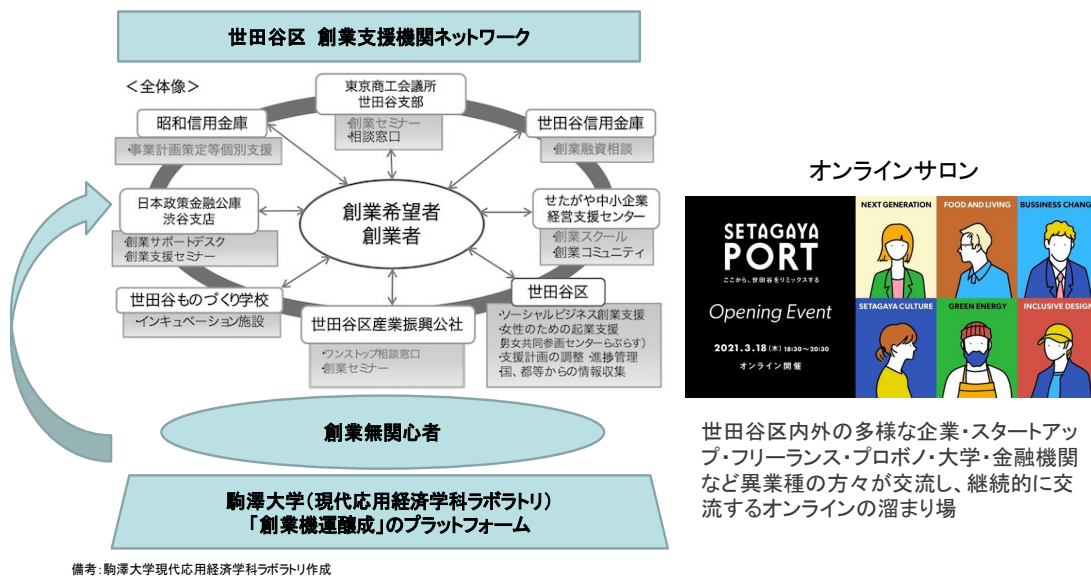 世田谷区 創業支援機関ネットワーク
＜全体像＞
東京商工会議所
世田谷支部
・創業セミナー
・相談窓口
昭和信用金庫
・事業計画策定等個別支援
世田谷信用金庫
・創業融資相談
日本政策金融公庫
渋谷支店
・創業サポートデスク
・創業支援セミナー
創業希望者
創業者
せたがや中小企業
経営支援センター
・創業スクール
・創業コミュニティ
世田谷ものづくり学校
・インキュベーション施設
世田谷区産業振興公社
・ワンストップ相談窓口
・創業セミナー
世田谷区
・ソーシャルビジネス創業支援
・女性のための起業支援
(男女共同参画センターらぷらす)
・支援計画の調整・進捗管理
・国、都等からの情報収集
創業無関心者
駒澤大学(現代応用経済学科ラボラトリ)
「創業機運醸成」のプラットフォーム
備考:駒澤大学現代応用経済学科ラボラトリ作成
オンラインサロン
SETAGAYA
PORT
ここから、世田谷をリミックスする
Opening Event
2021.3.18(木) 18:30〜20:30
オンライン開催
NEXT GENERATION
FOOD AND LIVING
BUSSINESS CHANG
SETAGAYA CULTURE
GREEN ENERGY
INCLUSIVE DESIGN
世田谷区内外の多様な企業・スタートアッ
プ・フリーランス・プロボノ・大学・金融機関
など異業種の方々が交流し、継続的に交
流するオンラインの溜まり場